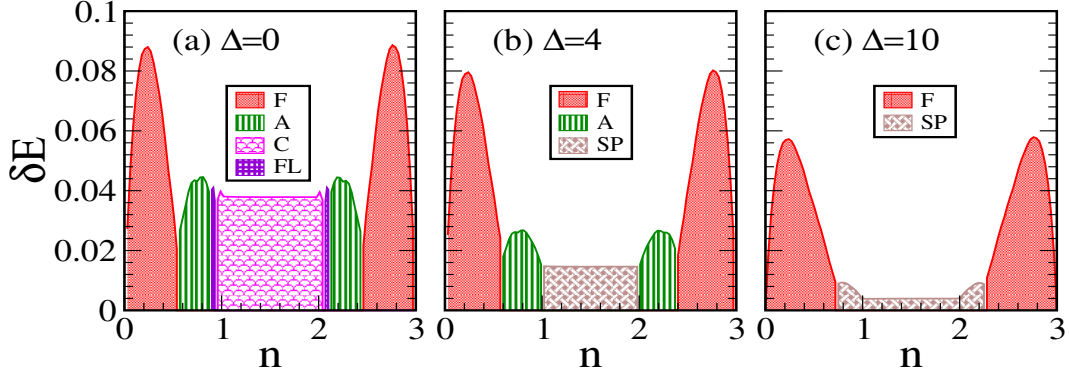 (a) Δ=0
(b) Δ=4
(c) Δ=10
δE
0.1
0.08
0.06
0.04
0.02
0
F
A
C
FL
F
A
SP
F
SP
0 1 2 3
0 1 2 3
0 1 2 3
n
n
n